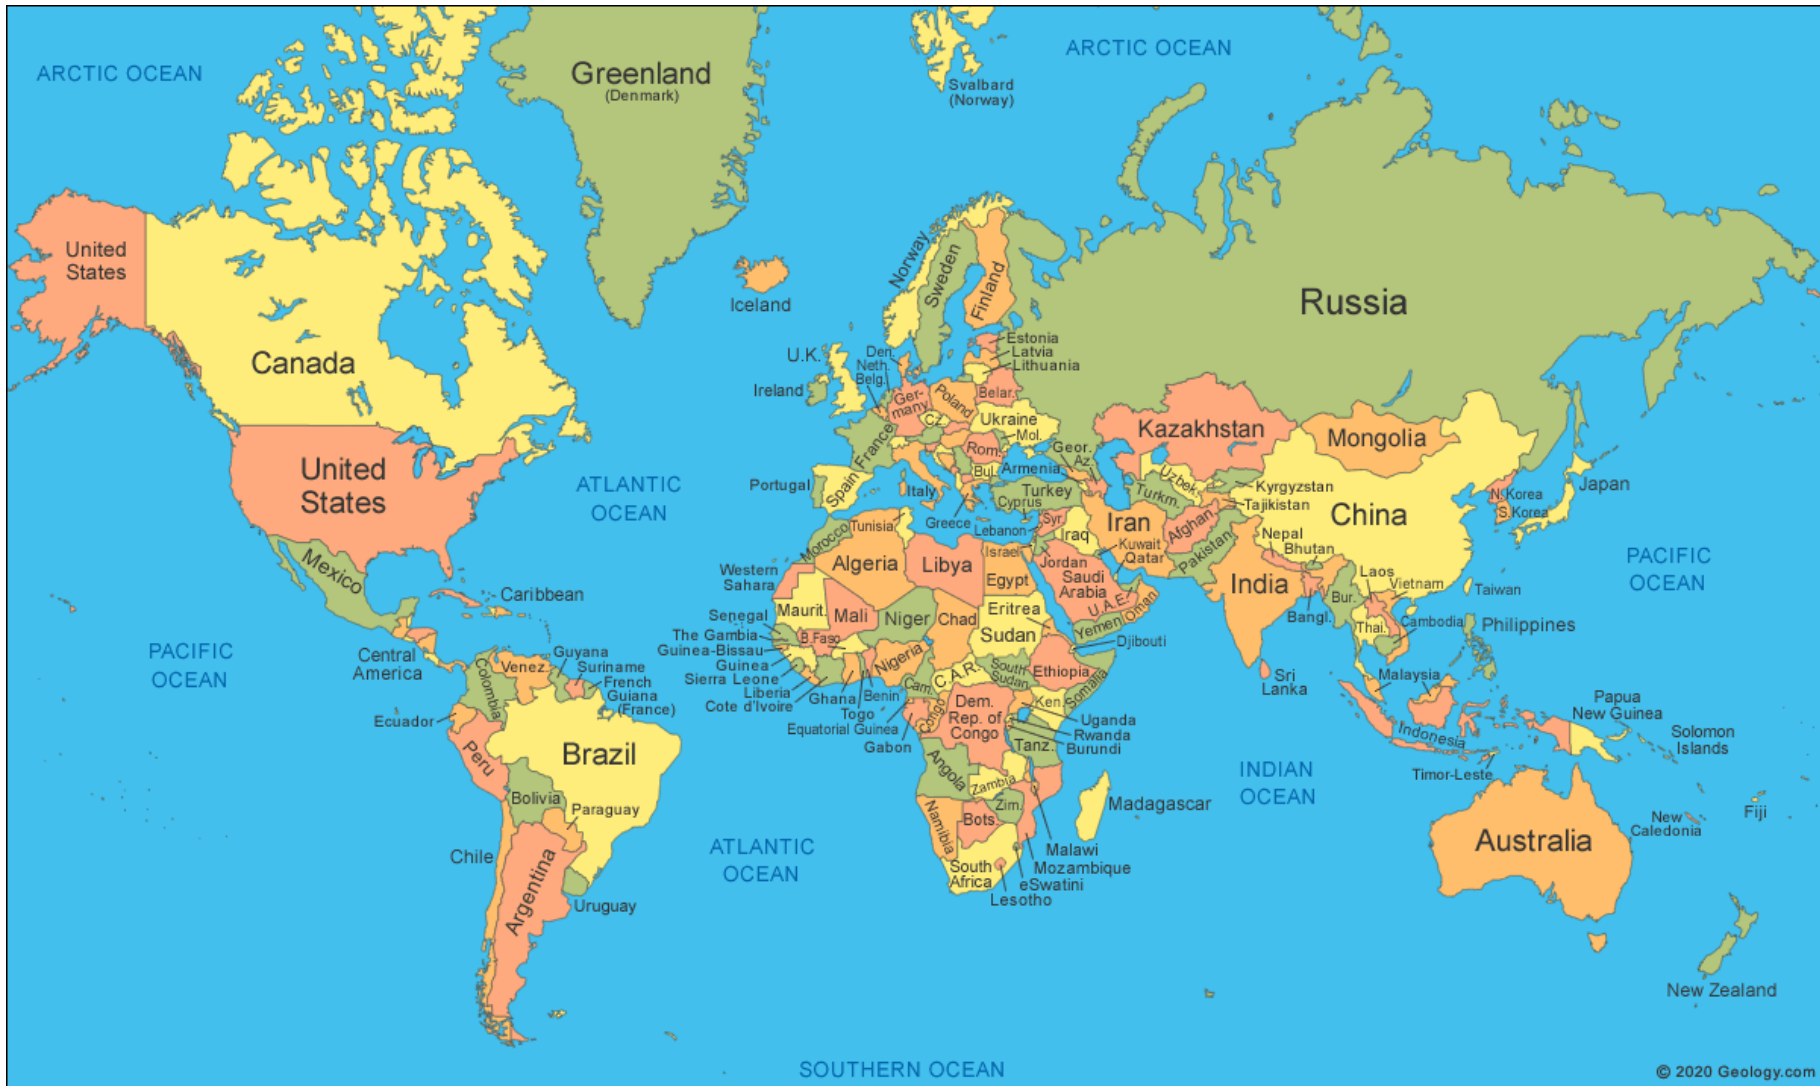 ARCTIC OCEAN
Greenland
(Denmark)
ARCTIC OCEAN
Svalbard
(Norway)
United
States
Canada
United
States
Mexico
Iceland
Norway
Sweden
Finland
Russia
Estonia
Latvia
Lithuania
U.K.
Ireland
Den.
Neth.
Belg.
Ger-
many
Poland
Belar.
Cz.
Ukraine
Mol.
France
Rom.
Bul.
Portugal
Spain
Italy
Greece
Geor.
Az.
Armenia
Turkey
Cyprus
Lebanon
Syr.
Israel
Iraq
Iran
Kuwait
Qatar
Jordan
Saudi
Arabia
U.A.E.
Oman
Yemen
Kazakhstan
Uzbek.
Turkm.
Kyrgyzstan
Tajikistan
Afghan.
Pakistan
Mongolia
China
N. Korea
S. Korea
Japan
Nepal
Bhutan
India
Bangl.
Bur.
Laos
Vietnam
Thai.
Cambodia
Taiwan
Philippines
Sri
Lanka
Malaysia
Indonesia
Timor-Leste
Papua
New Guinea
Solomon
Islands
ATLANTIC
OCEAN
PACIFIC
OCEAN
PACIFIC
OCEAN
Caribbean
Central
America
Venez.
Guyana
Suriname
French
Guiana
(France)
Colombia
Ecuador
Peru
Brazil
Bolivia
Paraguay
Chile
Argentina
Uruguay
Morocco
Tunisia
Algeria
Libya
Egypt
Western
Sahara
Maurit.
Mali
Niger
Chad
Eritrea
Sudan
Djibouti
Senegal
The Gambia
Guinea-Bissau
Guinea
Sierra Leone
Liberia
Cote d'Ivoire
B.Faso
Ghana
Togo
Benin
Nigeria
Equatorial Guinea
Gabon
Cam.
C.A.R.
South
Sudan
Ethiopia
Somalia
Congo
Dem.
Rep. of
Congo
Ken.
Uganda
Rwanda
Burundi
Tanz.
Angola
Zambia
Zim.
Namibia
Bots.
South
Africa
Madagascar
Malawi
Mozambique
eSwatini
Lesotho
ATLANTIC
OCEAN
INDIAN
OCEAN
Australia
New
Caledonia
Fiji
New Zealand
SOUTHERN OCEAN
© 2020 Geology.com